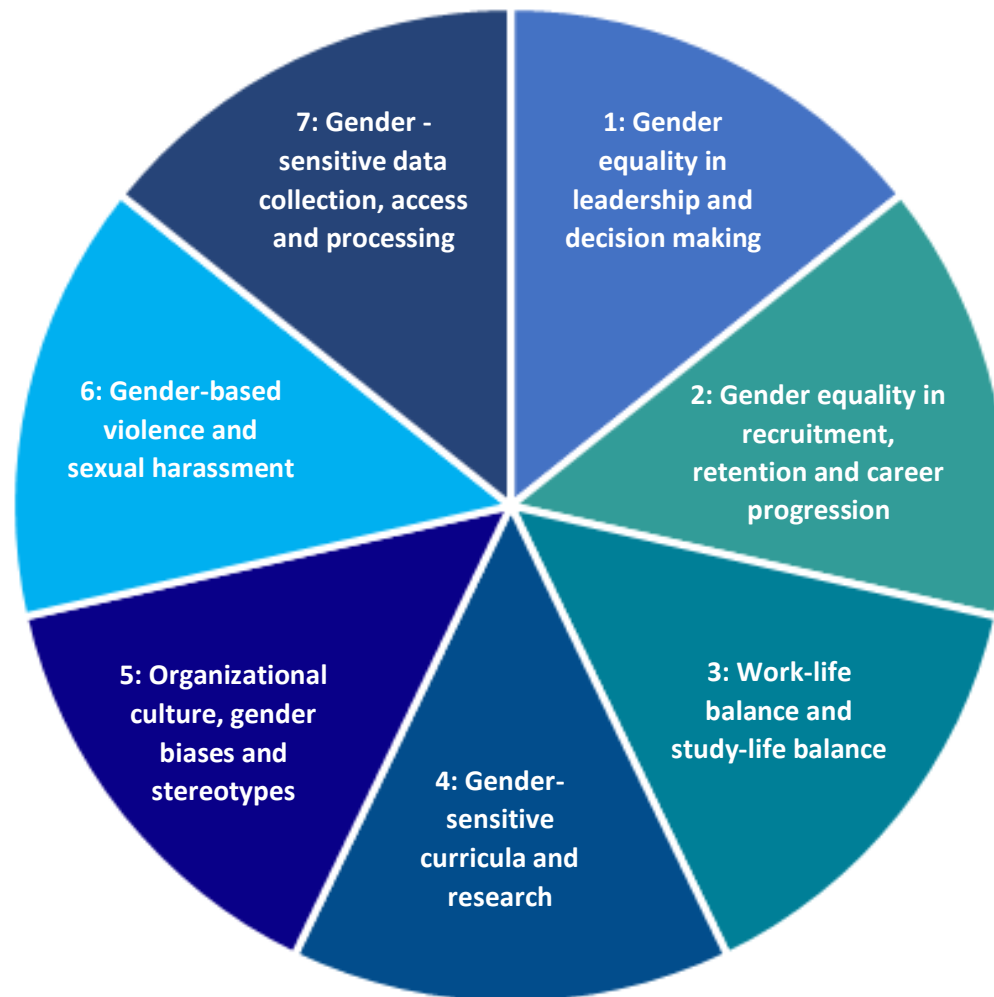 1: Gender
equality in
leadership and
decision making
2: Gender equality in
recruitment,
retention and career
progression
3: Work-life
balance and
study-life balance
4: Gender-
sensitive
curricula and
research
5: Organizational
culture, gender
biases and
stereotypes
6: Gender-based
violence and
sexual harassment
7: Gender -
sensitive data
collection, access
and processing